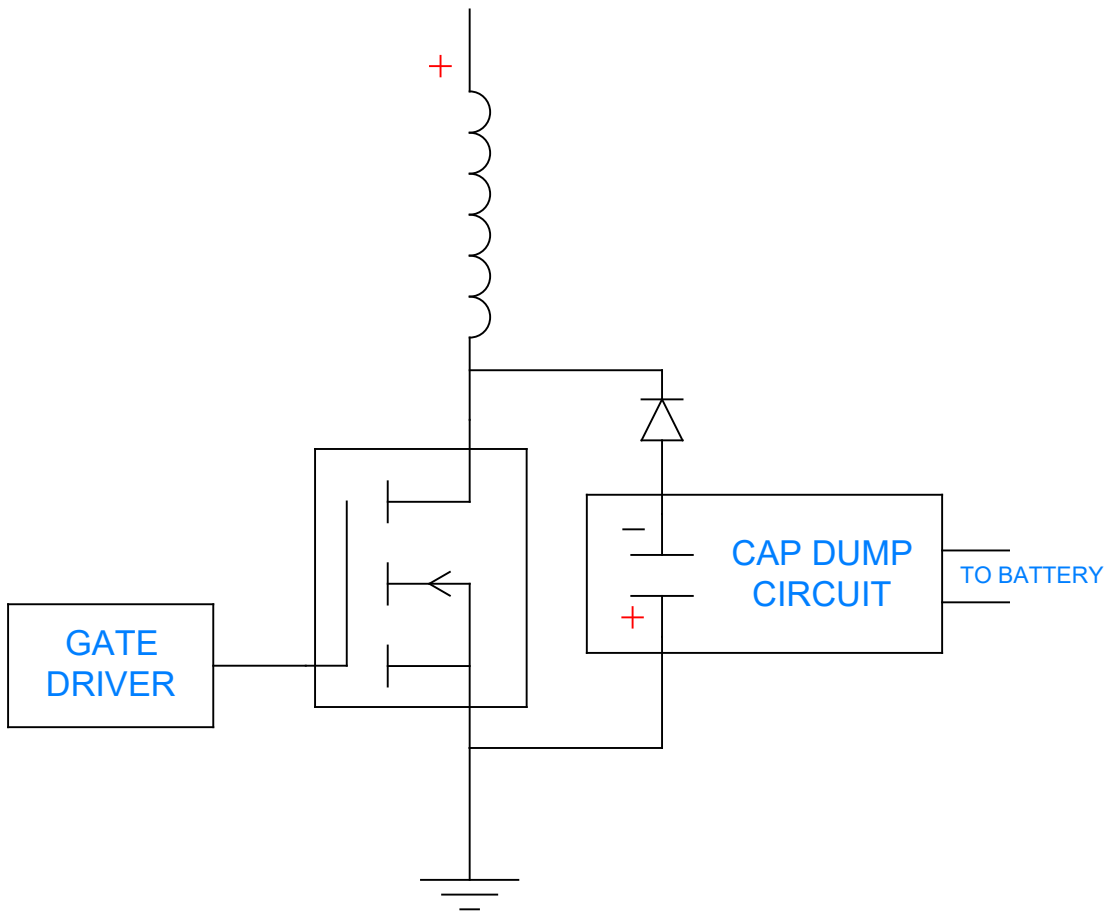 +
GATE
DRIVER
−
+
CAP DUMP
CIRCUIT
TO BATTERY